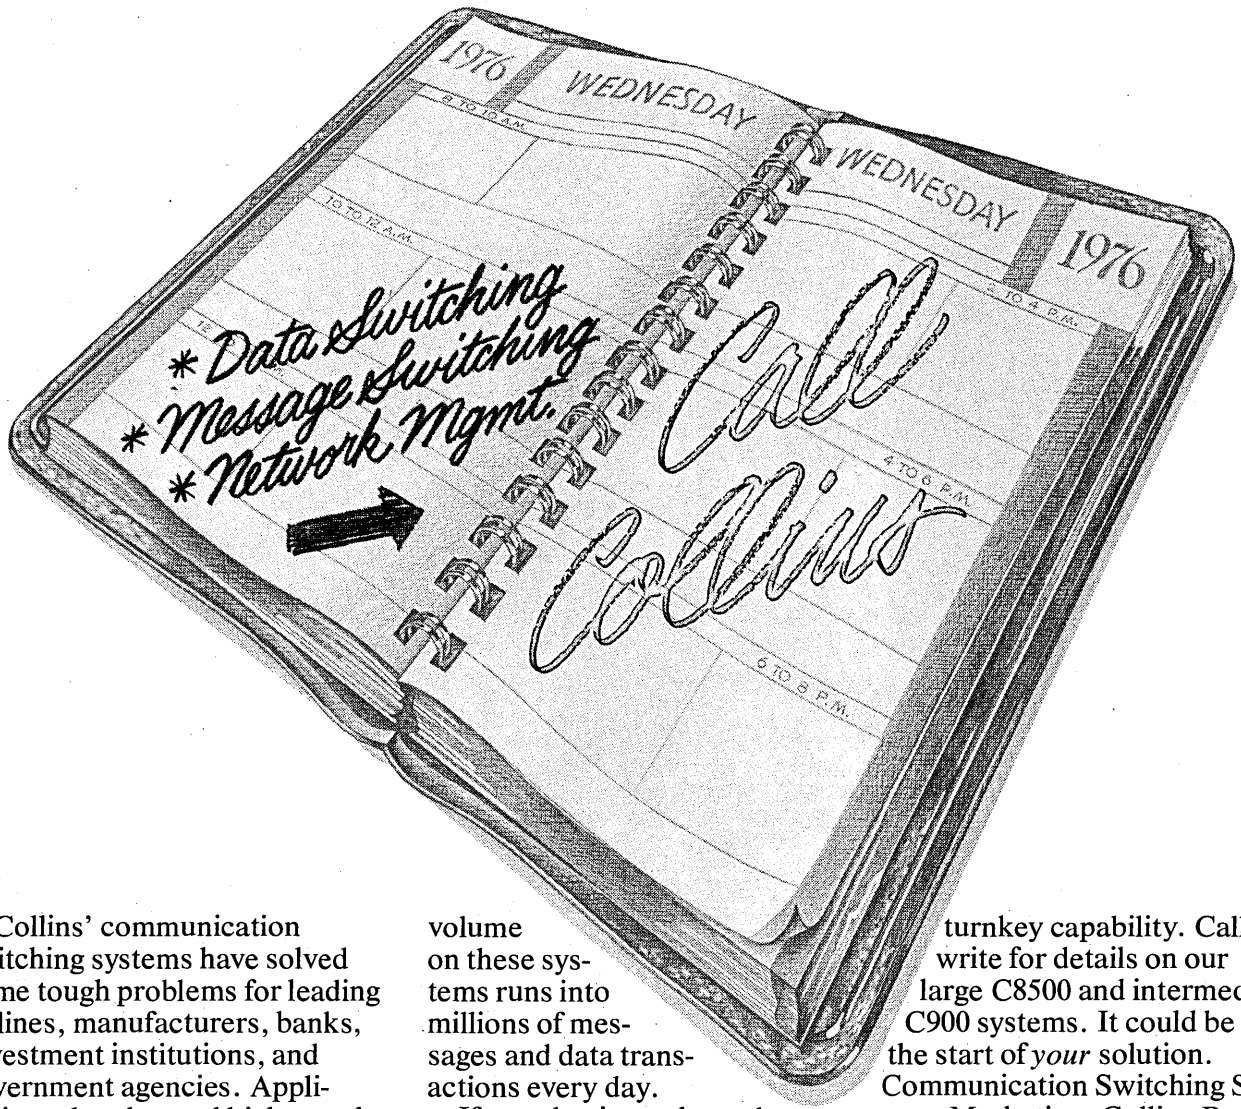 1976
WEDNESDAY
8 TO 10 A.M.
10 TO 12 A.M.
12
* Data Switching
* Message Switching
* Network Mgmt.
WEDNESDAY
1976
2 TO 4 P.M.
Call
4 TO 6 P.M.
Collins
6 TO 8 P.M.
Collins' communication
itching systems have solved
me tough problems for leading
lines, manufacturers, banks,
vestment institutions, and
vernment agencies. Appli-
volume
on these sys-
tems runs into
millions of mes-
sages and data trans-
actions every day.
turnkey capability. Call
write for details on our
large C8500 and intermed
C900 systems. It could be
the start of your solution.
Communication Switching S